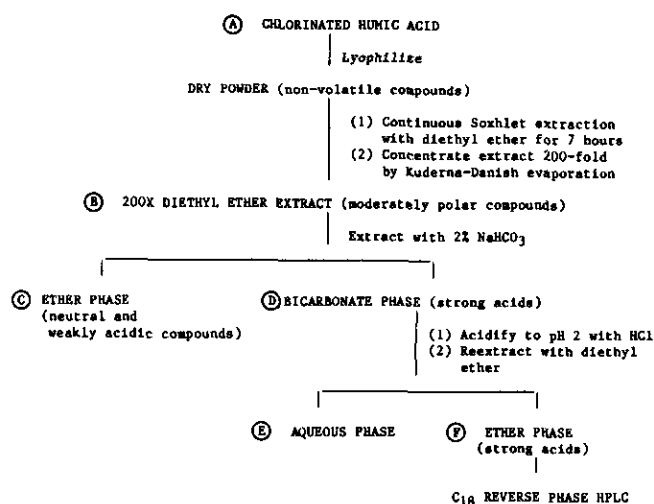 Ⓐ CHLORINATED HUMIC ACID
Lyophilize
DRY POWDER (non-volatile compounds)
(1) Continuous Soxhlet extraction
with diethyl ether for 7 hours
(2) Concentrate extract 200-fold
by Kuderna-Danish evaporation
Ⓑ 200X DIETHYL ETHER EXTRACT (moderately polar compounds)
Extract with 2% NaHCO₃
Ⓒ ETHER PHASE
(neutral and
weakly acidic compounds)
Ⓓ BICARBONATE PHASE (strong acids)
(1) Acidify to pH 2 with HCl
(2) Reextract with diethyl
ether
Ⓔ AQUEOUS PHASE
Ⓕ ETHER PHASE
(strong acids)
C₁₈ REVERSE PHASE HPLC